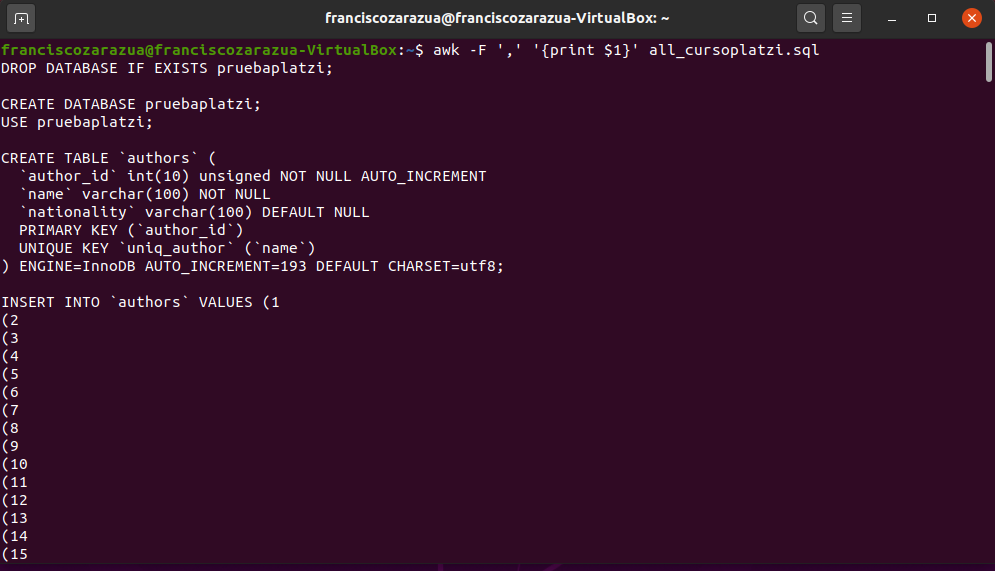 franciscozarazua@franciscozarazua-VirtualBox: ~
franciscozarazua@franciscozarazua-VirtualBox:~$ awk -F ',' '{print $1}' all_cursoplatzi.sql
DROP DATABASE IF EXISTS pruebaplatzi;

CREATE DATABASE pruebaplatzi;
USE pruebaplatzi;

CREATE TABLE `authors` (
  `author_id` int(10) unsigned NOT NULL AUTO_INCREMENT
  `name` varchar(100) NOT NULL
  `nationality` varchar(100) DEFAULT NULL
  PRIMARY KEY (`author_id`)
  UNIQUE KEY `uniq_author` (`name`)
) ENGINE=InnoDB AUTO_INCREMENT=193 DEFAULT CHARSET=utf8;

INSERT INTO `authors` VALUES (1
(2
(3
(4
(5
(6
(7
(8
(9
(10
(11
(12
(13
(14
(15